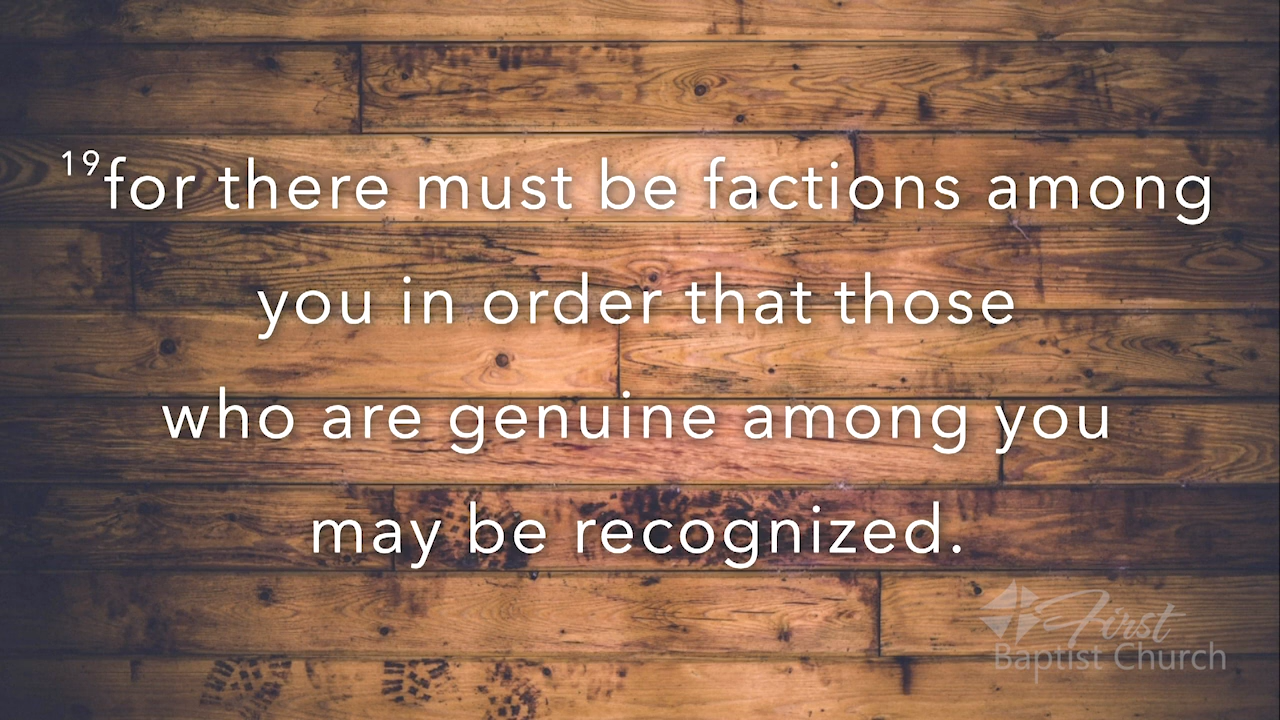 19for there must be factions among
you in order that those
who are genuine among you
may be recognized.
First
Baptist Church